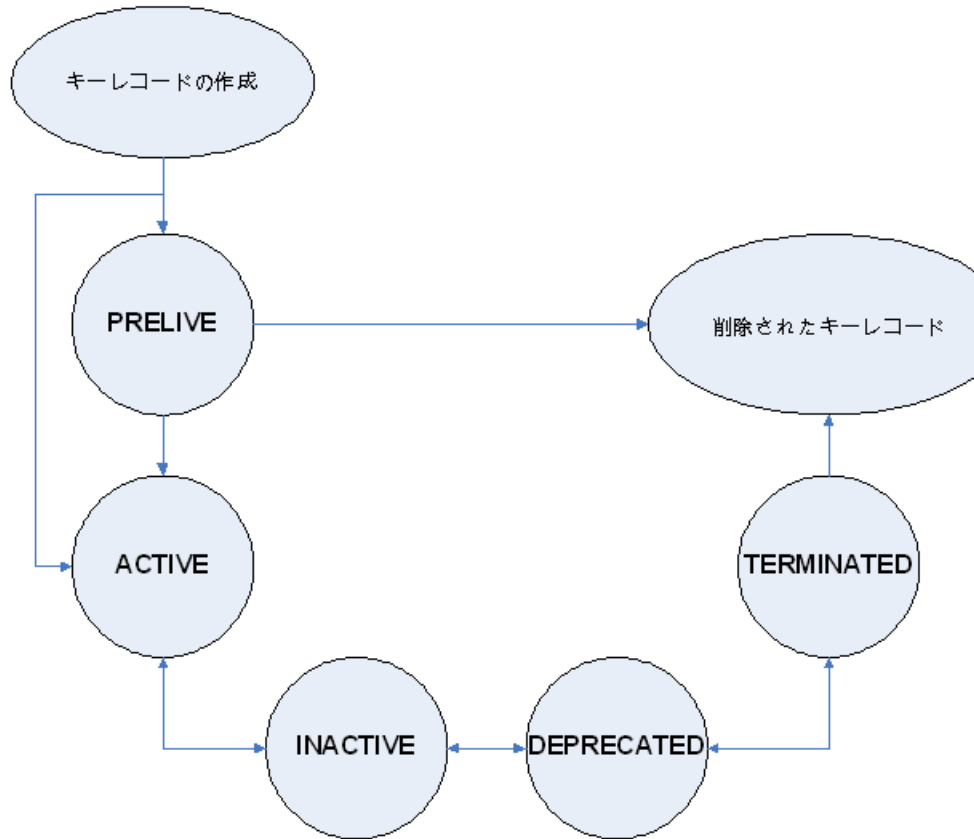 キーレコードの作成
PRELIVE
削除されたキーレコード
ACTIVE
TERMINATED
INACTIVE
DEPRECATED